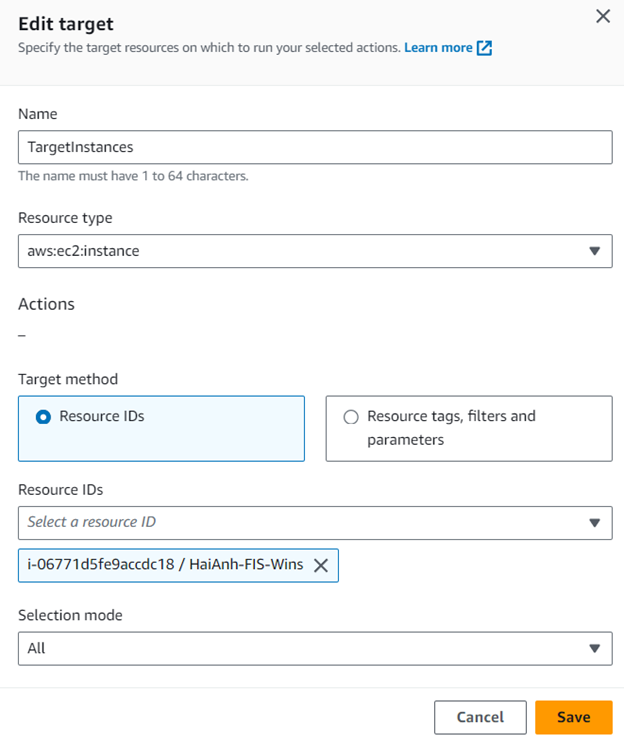 Edit target
Specify the target resources on which to run your selected actions. Learn more
Name
TargetInstances
The name must have 1 to 64 characters.
Resource type
aws:ec2:instance
Actions
–
Target method
Resource IDs
Resource tags, filters and
parameters
Resource IDs
Select a resource ID
i-06771d5fe9accdc18 / HaiAnh-FIS-Wins
Selection mode
All
Cancel
Save